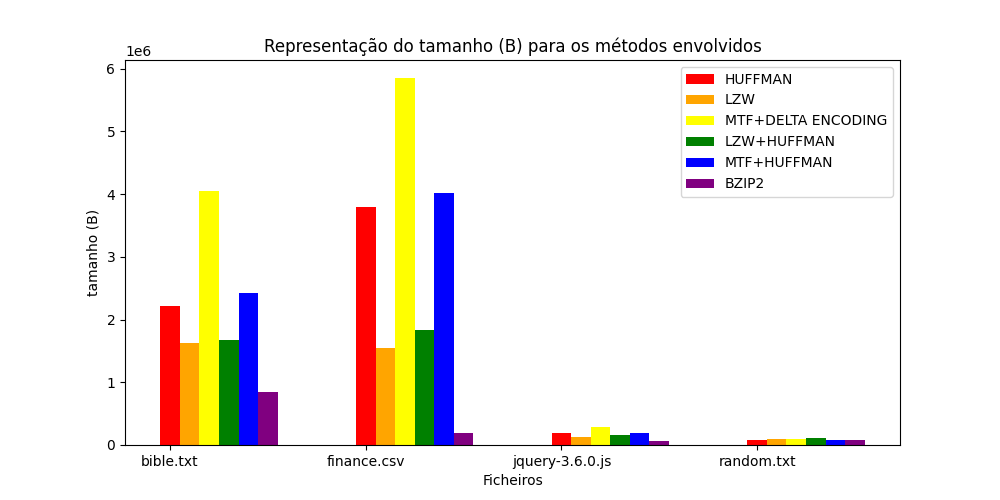 Representação do tamanho (B) para os métodos envolvidos
1e6
6
5
4
3
2
1
0
tamanho (B)
HUFFMAN
LZW
MTF+DELTA ENCODING
LZW+HUFFMAN
MTF+HUFFMAN
BZIP2
bible.txt
finance.csv
jquery-3.6.0.js
random.txt
Ficheiros